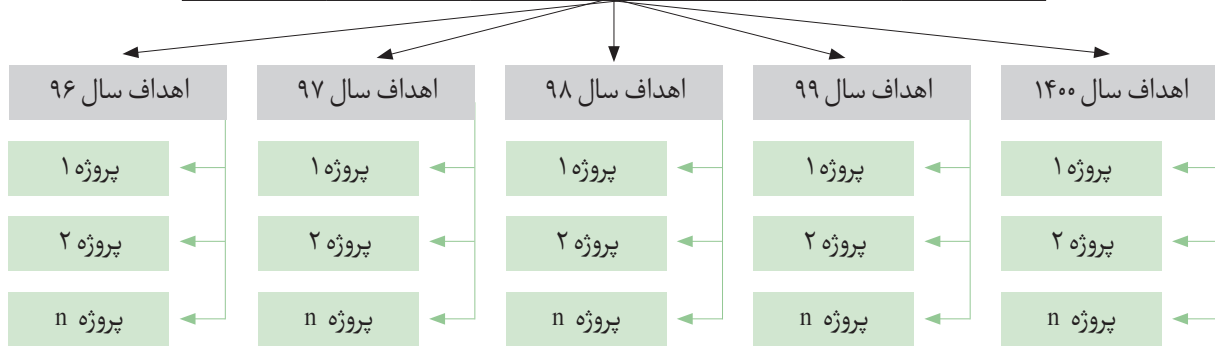 اهداف سال ۱۴۰۰
اهداف سال ۹۹
اهداف سال ۹۸
اهداف سال ۹۷
اهداف سال ۹۶
پروژه ۱
پروژه ۱
پروژه ۱
پروژه ۱
پروژه ۱
پروژه ۲
پروژه ۲
پروژه ۲
پروژه ۲
پروژه ۲
پروژه n
پروژه n
پروژه n
پروژه n
پروژه n